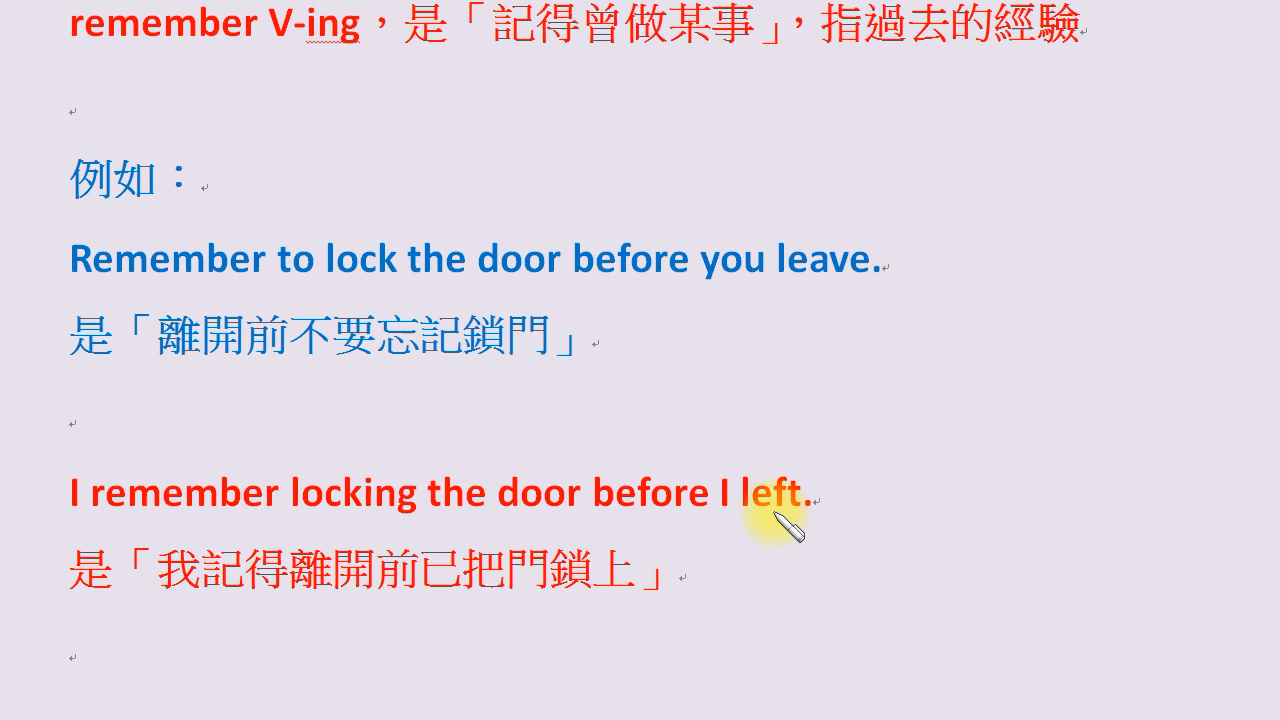 remember V-ing，是「記得曾做某事」，指過去的經驗
例如：
Remember to lock the door before you leave.
是「離開前不要忘記鎖門」
I remember locking the door before I left.
是「我記得離開前已把門鎖上」